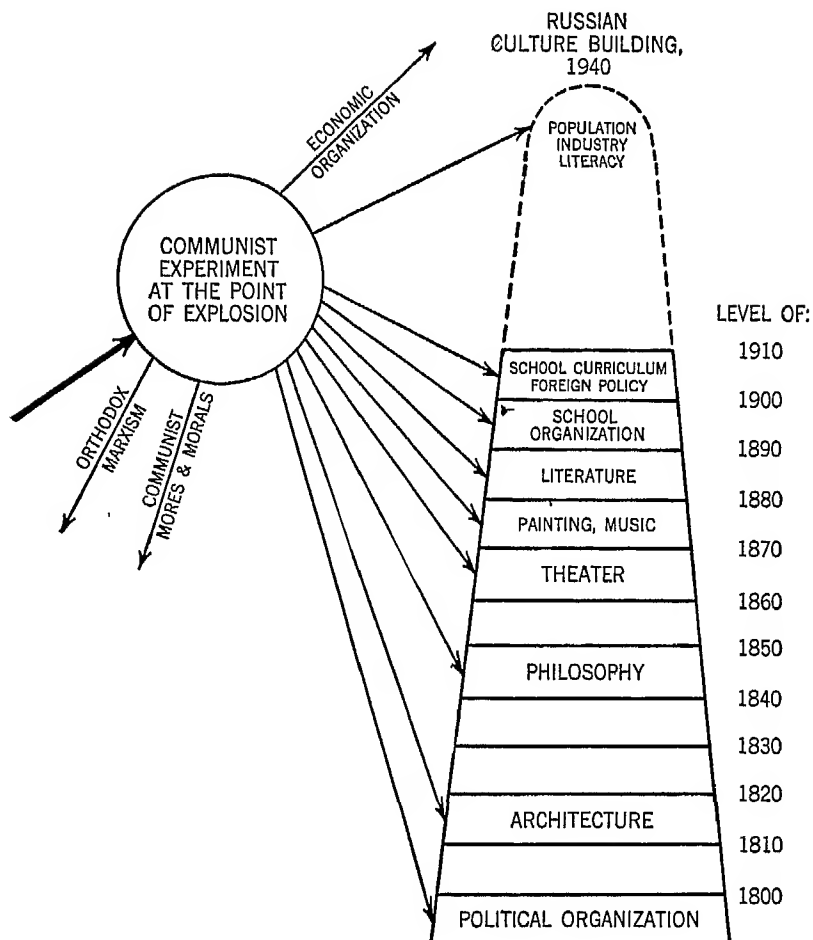 RUSSIAN
CULTURE BUILDING,
1940
ECONOMIC
ORGANIZATION
POPULATION
INDUSTRY
LITERACY
COMMUNIST
EXPERIMENT
AT THE POINT
OF EXPLOSION
ORTHODOX
MARXISM
COMMUNIST
MORES & MORALS
LEVEL OF:
1910
SCHOOL CURRICULUM
FOREIGN POLICY
1900
SCHOOL
ORGANIZATION
1890
LITERATURE
1880
PAINTING, MUSIC
1870
THEATER
1860
1850
PHILOSOPHY
1840
1830
1820
ARCHITECTURE
1810
1800
POLITICAL ORGANIZATION